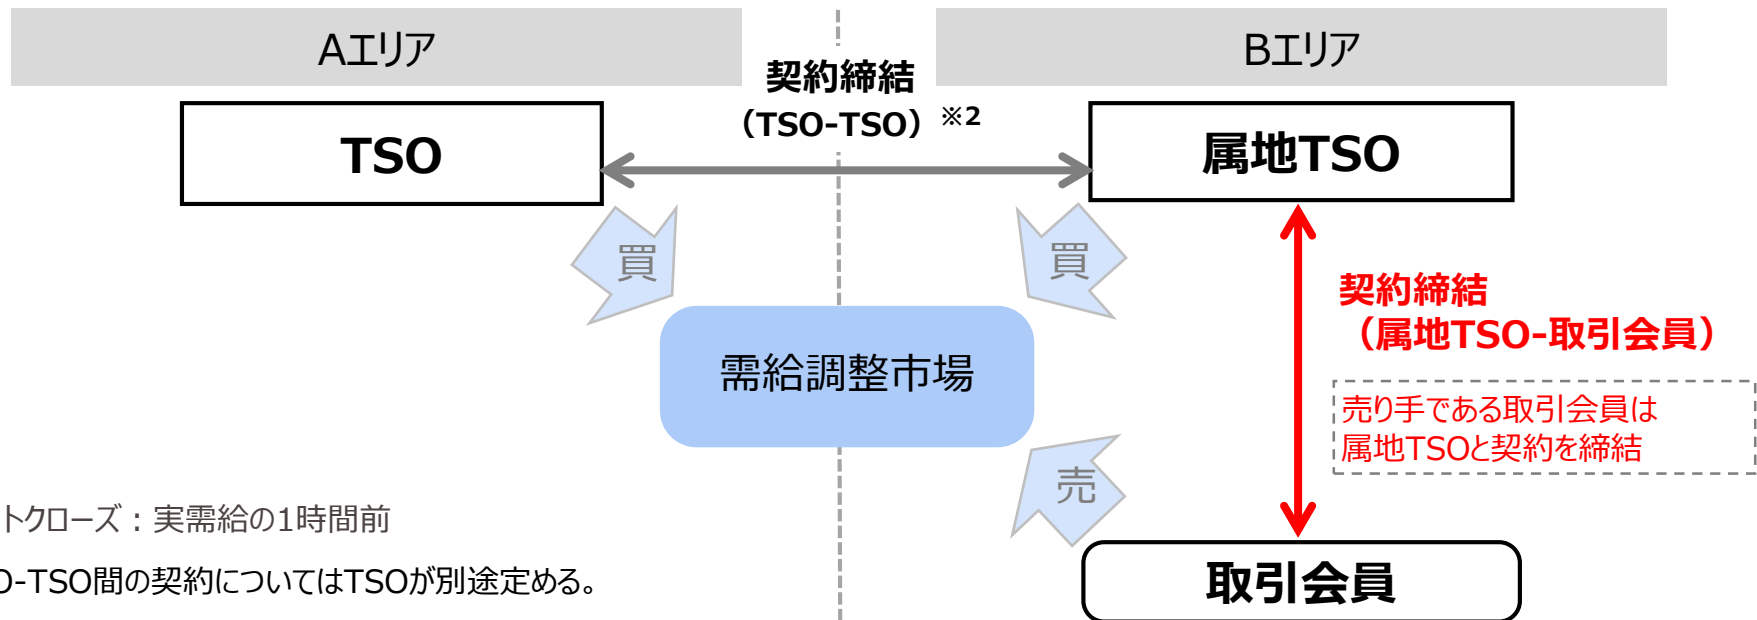 Aエリア
Bエリア
契約締結
（TSO-TSO）※2
TSO
属地TSO
買
買
需給調整市場
契約締結
（属地TSO-取引会員）
売り手である取引会員は
属地TSOと契約を締結
売
トクローズ：実需給の1時間前
O-TSO間の契約についてはTSOが別途定める。
取引会員